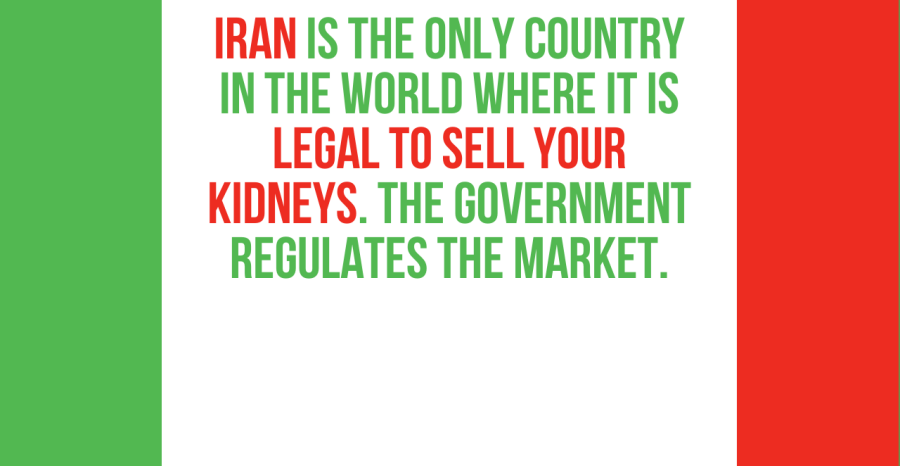 IRAN IS THE ONLY COUNTRY
IN THE WORLD WHERE IT IS
LEGAL TO SELL YOUR
KIDNEYS. THE GOVERNMENT
REGULATES THE MARKET.